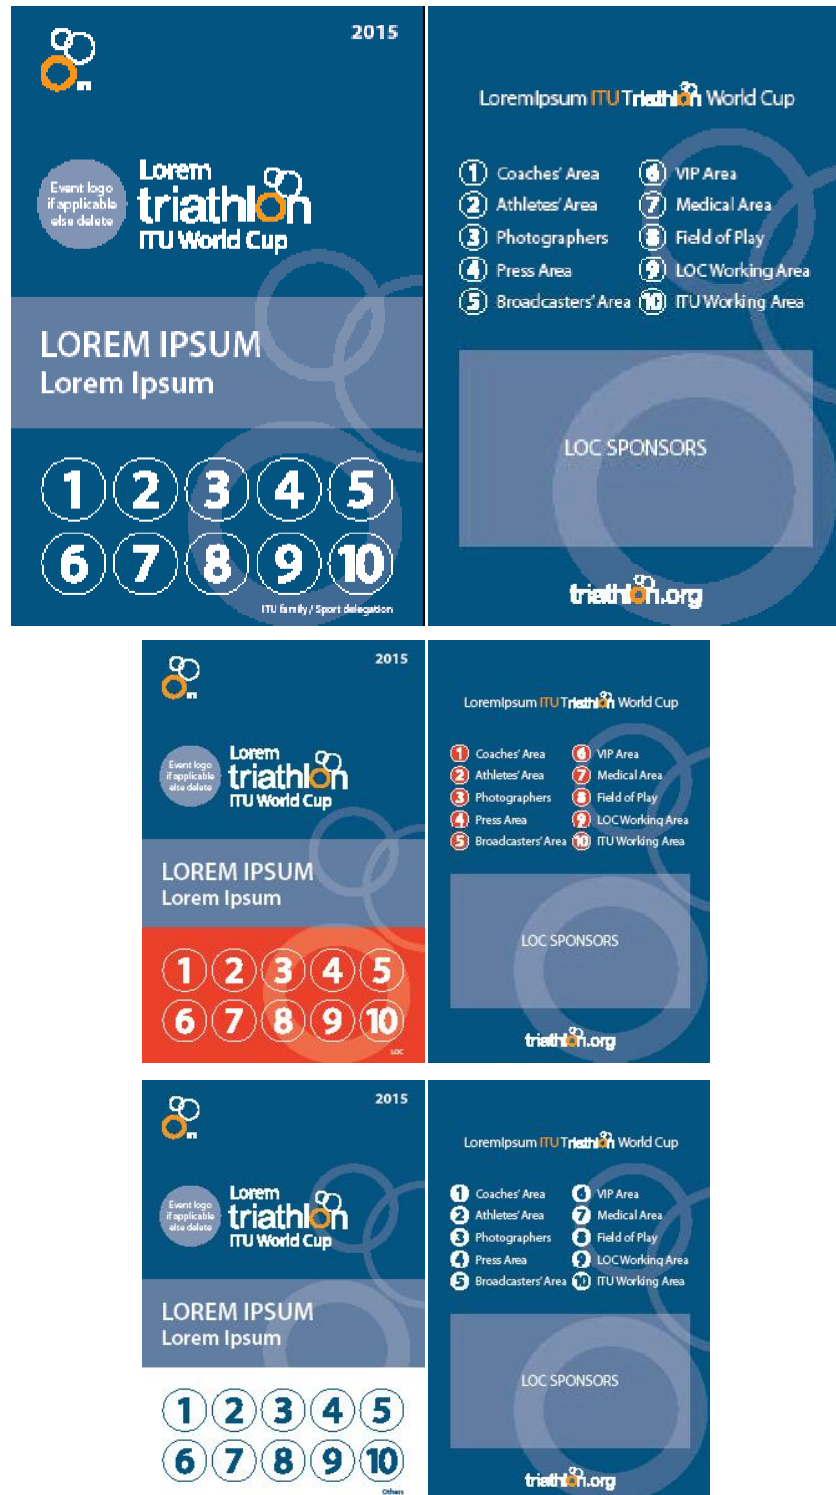 2015
Event logo
if applicable
else delete
Lorem
triathlon
ITU World Cup
LOREM IPSUM
Lorem Ipsum
1 2 3 4 5
6 7 8 9 10
ITU family / Sport delegation
LoremIpsum ITU Triathlon World Cup
1 Coaches' Area
2 Athletes' Area
3 Photographers
4 Press Area
5 Broadcasters' Area
6 VIP Area
7 Medical Area
8 Field of Play
9 LOC Working Area
10 ITU Working Area
LOC SPONSORS
triathlon.org
2015
Event logo
if applicable
else delete
Lorem
triathlon
ITU World Cup
LOREM IPSUM
Lorem Ipsum
1 2 3 4 5
6 7 8 9 10
LOC
LoremIpsum ITU Triathlon World Cup
1 Coaches' Area
2 Athletes' Area
3 Photographers
4 Press Area
5 Broadcasters' Area
6 VIP Area
7 Medical Area
8 Field of Play
9 LOC Working Area
10 ITU Working Area
LOC SPONSORS
triathlon.org
2015
Event logo
if applicable
else delete
Lorem
triathlon
ITU World Cup
LOREM IPSUM
Lorem Ipsum
1 2 3 4 5
6 7 8 9 10
Others
LoremIpsum ITU Triathlon World Cup
1 Coaches' Area
2 Athletes' Area
3 Photographers
4 Press Area
5 Broadcasters' Area
6 VIP Area
7 Medical Area
8 Field of Play
9 LOC Working Area
10 ITU Working Area
LOC SPONSORS
triathlon.org